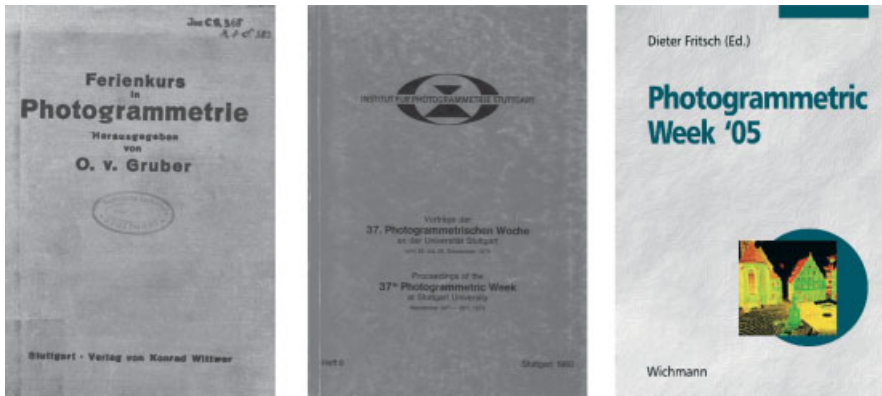 Ferienkurs
in
Photogrammetrie
Herausgegeben
von
O. v. Gruber
Stuttgart - Verlag von Konrad Wittwer
INSTITUT FÜR PHOTOGRAMMETRIE STUTTGART
Vorträge der
37. Photogrammetrischen Woche
an der Universität Stuttgart
Proceedings of the
37th Photogrammetric Week
at Stuttgart University
Heft 6
Stuttgart
Dieter Fritsch (Ed.)
Photogrammetric
Week '05
Wichmann